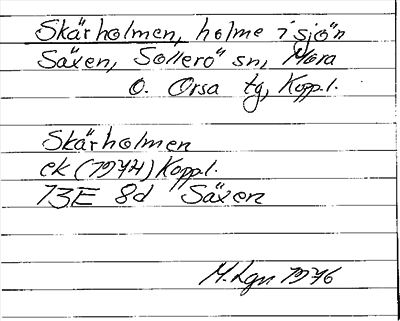 Skärholmen, holme i sjön
Säxen, Sollerö sn, Mora
o. Orsa tg, Koppl.
Skärholmen
ek (1974) Koppl.
13E 8d Säxen
M. Lgn 1976